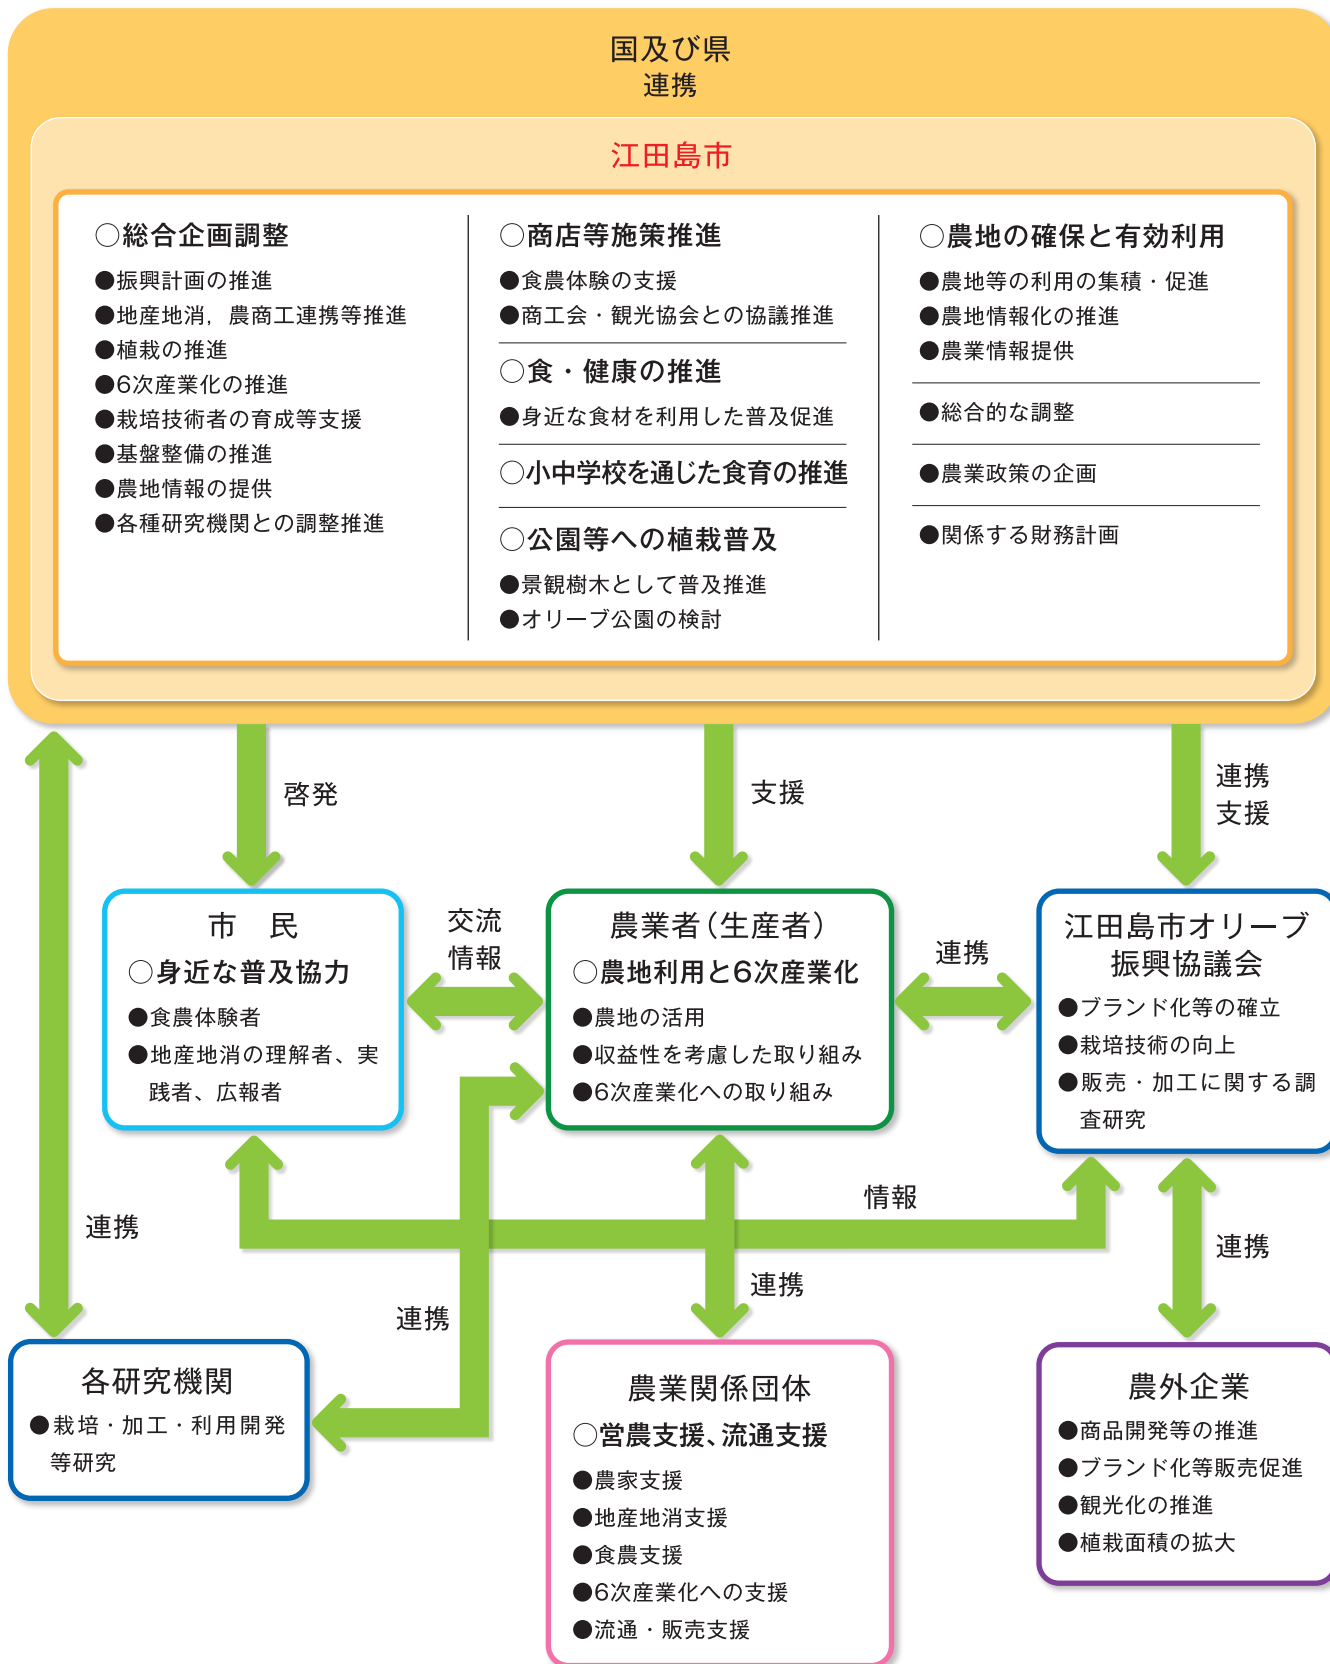 国及び県
連携
江田島市
○総合企画調整
●振興計画の推進
●地産地消，農商工連携等推進
●植栽の推進
●6次産業化の推進
●栽培技術者の育成等支援
●基盤整備の推進
●農地情報の提供
●各種研究機関との調整推進
○商店等施策推進
●食農体験の支援
●商工会・観光協会との協議推進
○食・健康の推進
●身近な食材を利用した普及促進
○小中学校を通じた食育の推進
○公園等への植栽普及
●景観樹木として普及推進
●オリーブ公園の検討
○農地の確保と有効利用
●農地等の利用の集積・促進
●農地情報化の推進
●農業情報提供
●総合的な調整
●農業政策の企画
●関係する財務計画
啓発
支援
連携
支援
市　民
○身近な普及協力
●食農体験者
●地産地消の理解者、実
践者、広報者
交流
情報
農業者（生産者）
○農地利用と6次産業化
●農地の活用
●収益性を考慮した取り組み
●6次産業化への取り組み
連携
江田島市オリーブ
振興協議会
●ブランド化等の確立
●栽培技術の向上
●販売・加工に関する調
査研究
情報
連携
連携
連携
連携
各研究機関
●栽培・加工・利用開発
等研究
農業関係団体
○営農支援、流通支援
●農家支援
●地産地消支援
●食農支援
●6次産業化への支援
●流通・販売支援
農外企業
●商品開発等の推進
●ブランド化等販売促進
●観光化の推進
●植栽面積の拡大